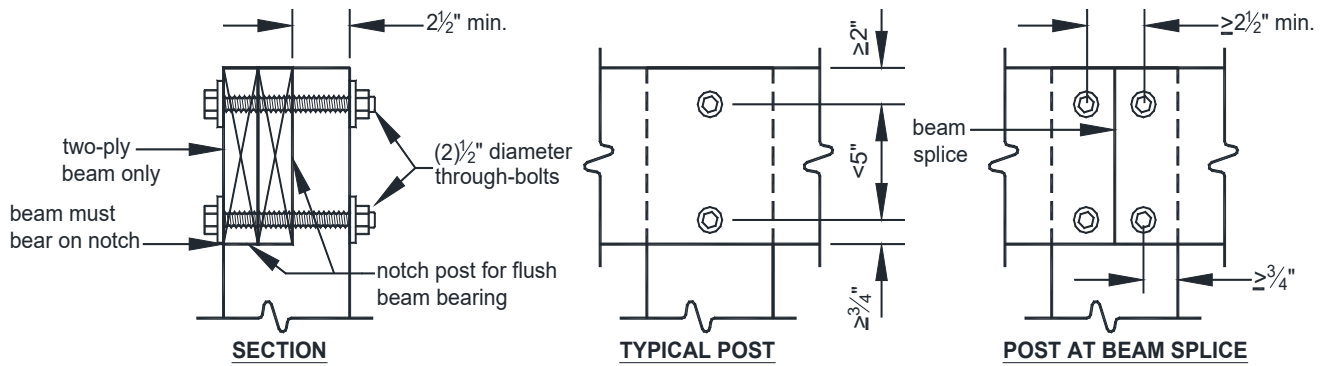 2½" min.
two-ply
beam only
(2)½" diameter
through-bolts
beam must
bear on notch
notch post for flush
beam bearing
SECTION
≥2"
<5"
≥¾"
TYPICAL POST
≥2½" min.
beam
splice
≥¾"
POST AT BEAM SPLICE